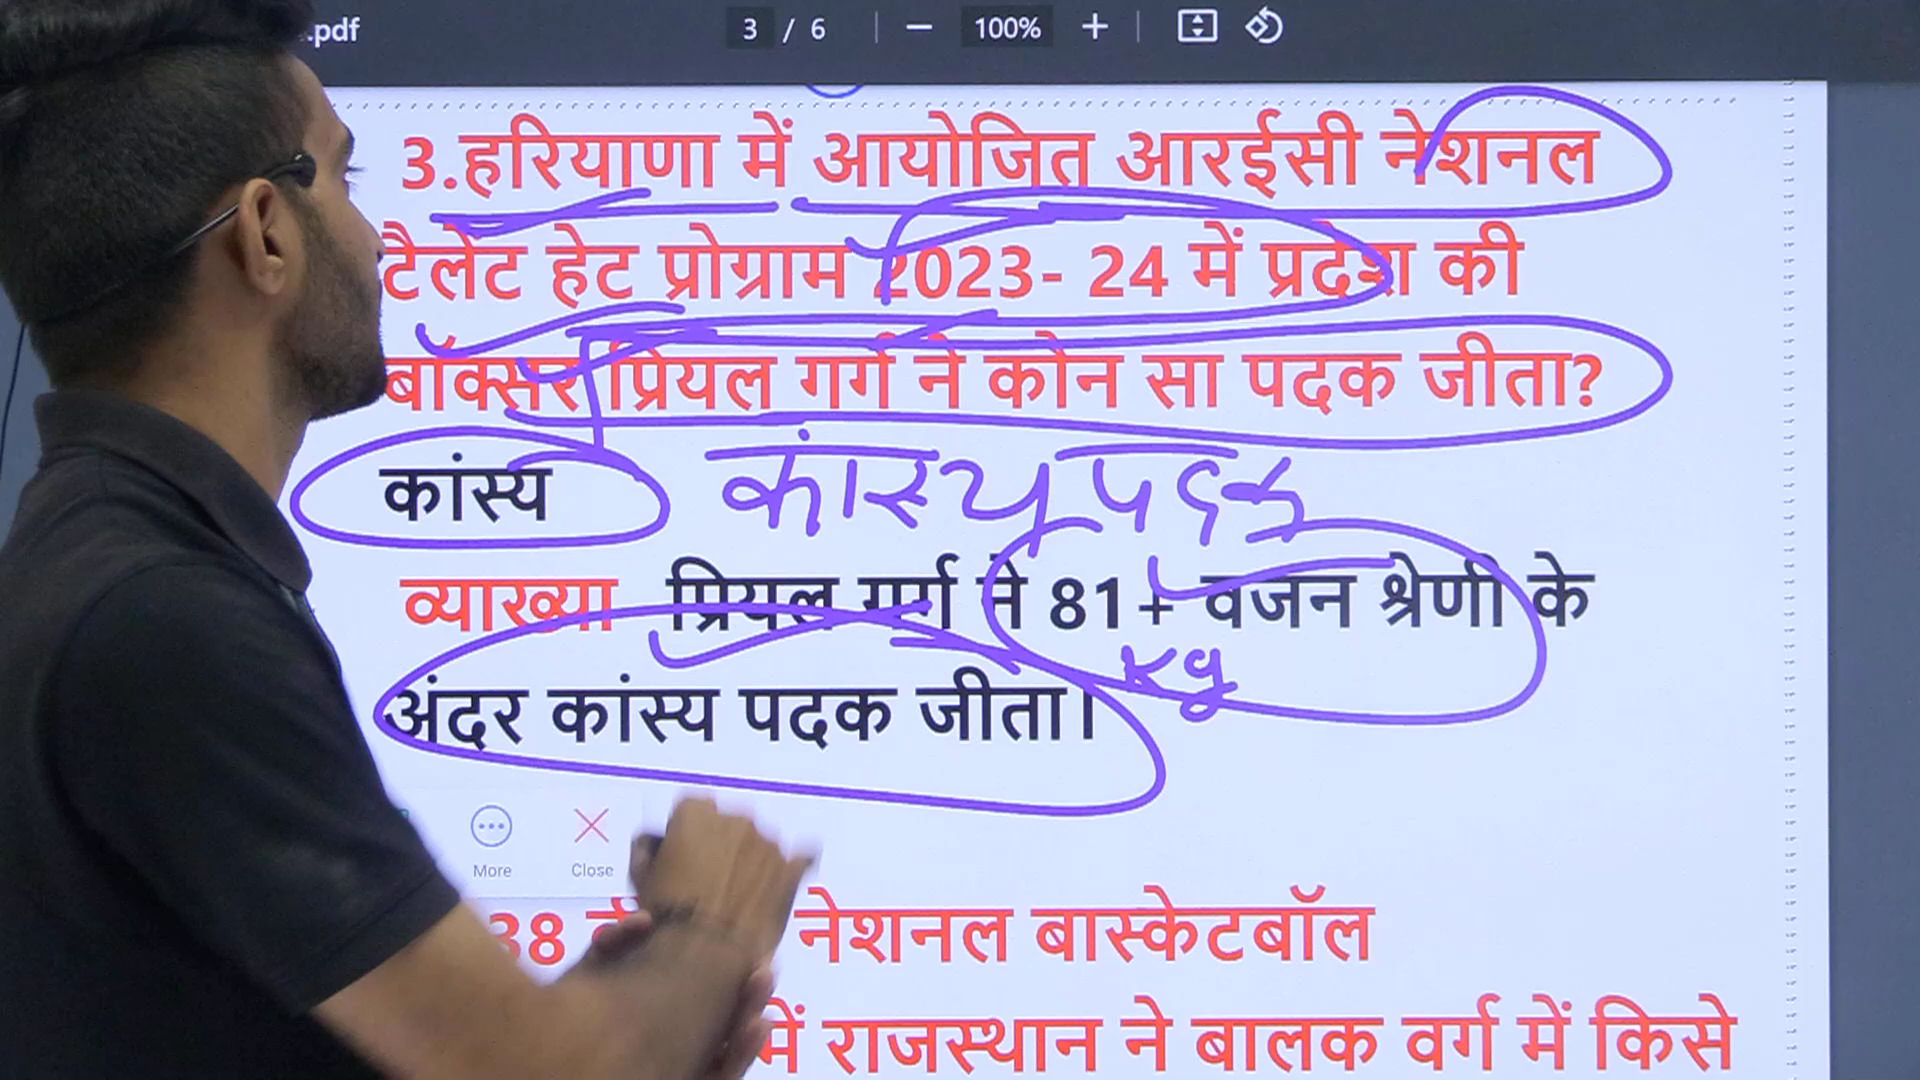 .pdf
3 / 6
100%
3.हरियाणा में आयोजित आरईसी नेशनल
टैलेंट हेट प्रोग्राम 2023- 24 में प्रदेश की
बॉक्सर प्रियल गर्ग ने कोन सा पदक जीता?
कांस्य कांस्य पदक
व्याख्या प्रियल गर्ग ने 81+ वजन श्रेणी के
kg
अंदर कांस्य पदक जीता।
More Close
38 नेशनल बास्केटबॉल
में राजस्थान ने बालक वर्ग में किसे